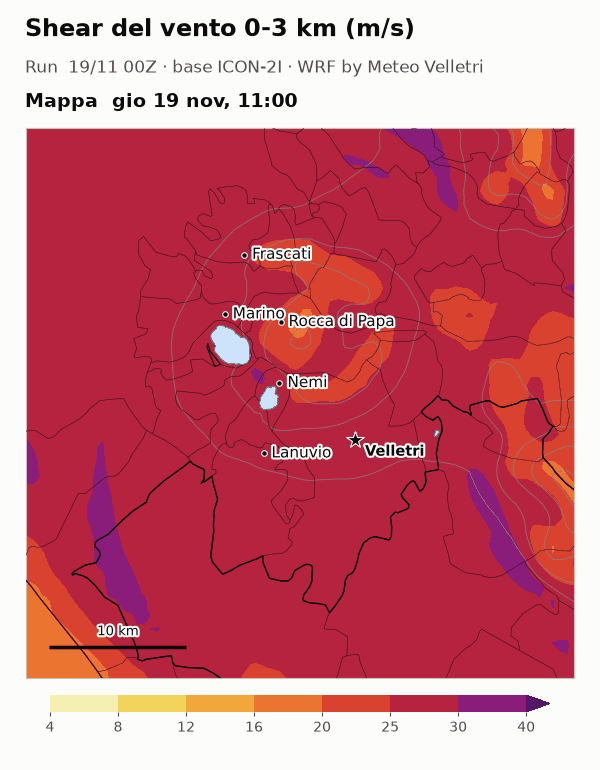 Shear del vento 0-3 km (m/s)
Run  19/11 00Z · base ICON-2I · WRF by Meteo Velletri
Mappa  gio 19 nov, 11:00
Frascati
Marino
Rocca di Papa
Nemi
Velletri
Lanuvio
10 km
4 8 12 16 20 25 30 40